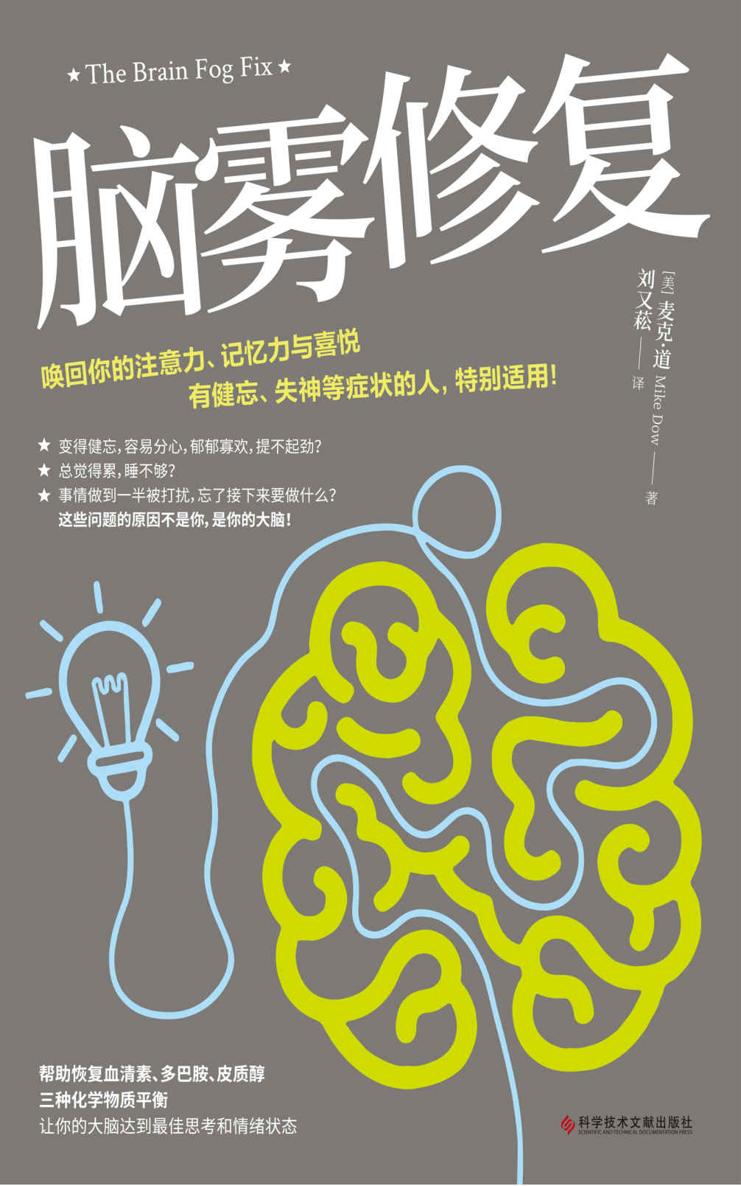 ★ The Brain Fog Fix ★
脑雾修复
[美] 麦克·道 Mike Dow —— 著
刘又菘 —— 译
唤回你的注意力、记忆力与喜悦
有健忘、失神等症状的人，特别适用！
★ 变得健忘，容易分心，郁郁寡欢，提不起劲？
★ 总觉得累，睡不够？
★ 事情做到一半被打扰，忘了接下来要做什么？
这些问题的原因不是你，是你的大脑！
帮助恢复血清素、多巴胺、皮质醇
三种化学物质平衡
让你的大脑达到最佳思考和情绪状态
科学技术文献出版社
SCIENTIFIC AND TECHNICAL DOCUMENTATION PRESS